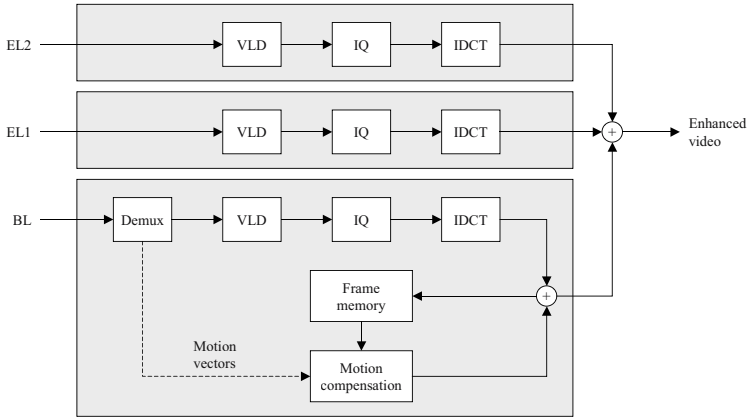 EL2
VLD
IQ
IDCT
EL1
VLD
IQ
IDCT
+
Enhanced
video
BL
Demux
VLD
IQ
IDCT
Frame
memory
+
Motion
vectors
Motion
compensation